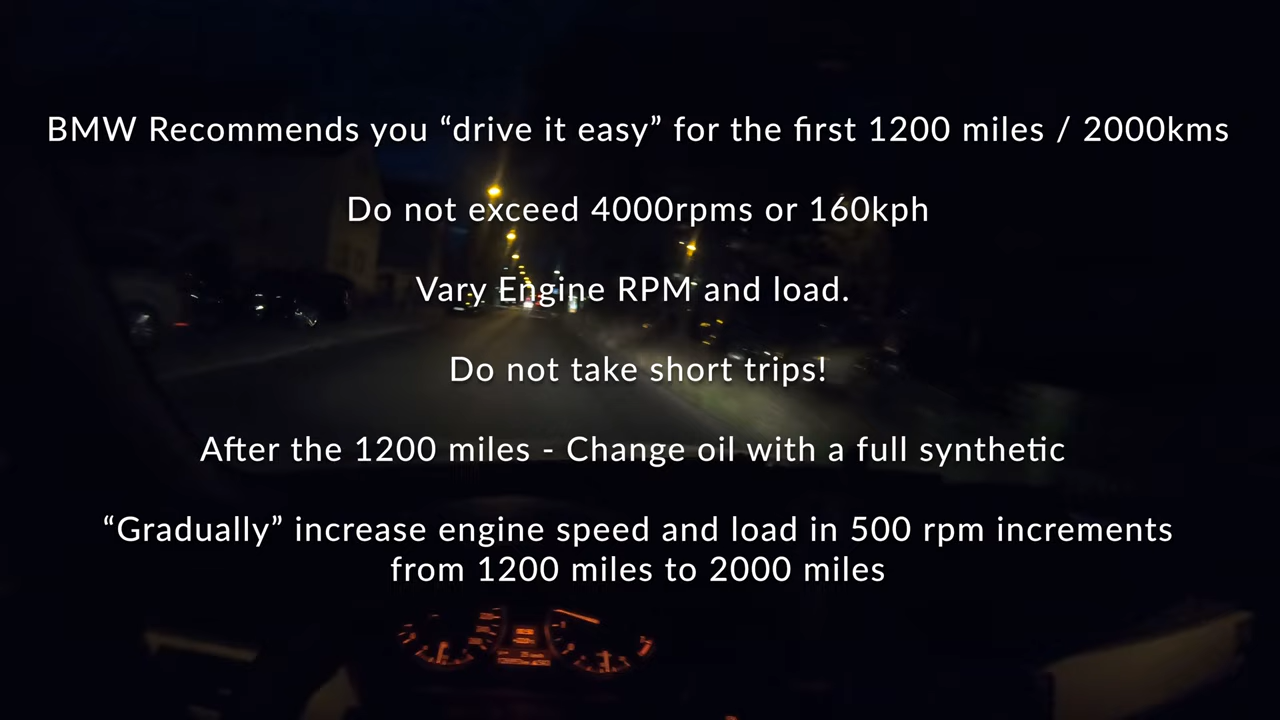 BMW Recommends you “drive it easy” for the first 1200 miles / 2000kms
Do not exceed 4000rpms or 160kph
Vary Engine RPM and load.
Do not take short trips!
After the 1200 miles - Change oil with a full synthetic
“Gradually” increase engine speed and load in 500 rpm increments
from 1200 miles to 2000 miles